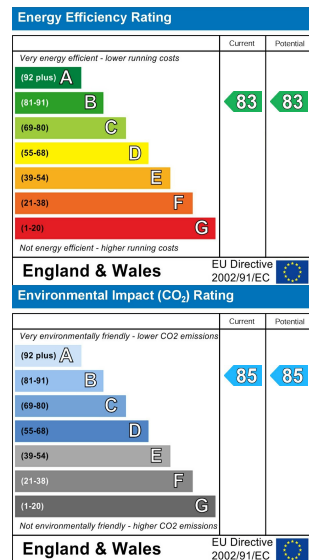 Energy Efficiency Rating
Current Potential
Very energy efficient - lower running costs
(92 plus) A
(81-91) B 83 83
(69-80) C
(55-68) D
(39-54) E
(21-38) F
(1-20) G
Not energy efficient - higher running costs
England & Wales EU Directive 2002/91/EC
Environmental Impact (CO₂) Rating
Current Potential
Very environmentally friendly - lower CO2 emissions
(92 plus) A
(81-91) B 85 85
(69-80) C
(55-68) D
(39-54) E
(21-38) F
(1-20) G
Not environmentally friendly - higher CO2 emissions
England & Wales EU Directive 2002/91/EC